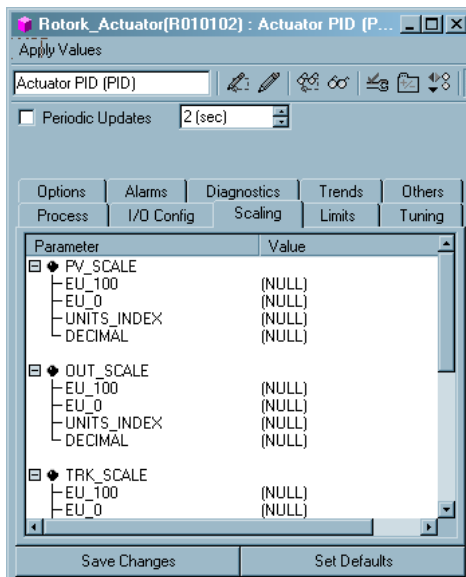 Rotork_Actuator(R010102) : Actuator PID (P...
Apply Values
Actuator PID (PID)
Periodic Updates 2 (sec)
Options Alarms Diagnostics Trends Others
Process I/O Config Scaling Limits Tuning
Parameter Value
PV_SCALE
EU_100 (NULL)
EU_0 (NULL)
UNITS_INDEX (NULL)
DECIMAL (NULL)
OUT_SCALE
EU_100 (NULL)
EU_0 (NULL)
UNITS_INDEX (NULL)
DECIMAL (NULL)
TRK_SCALE
EU_100 (NULL)
EU_0 (NULL)
Save Changes Set Defaults